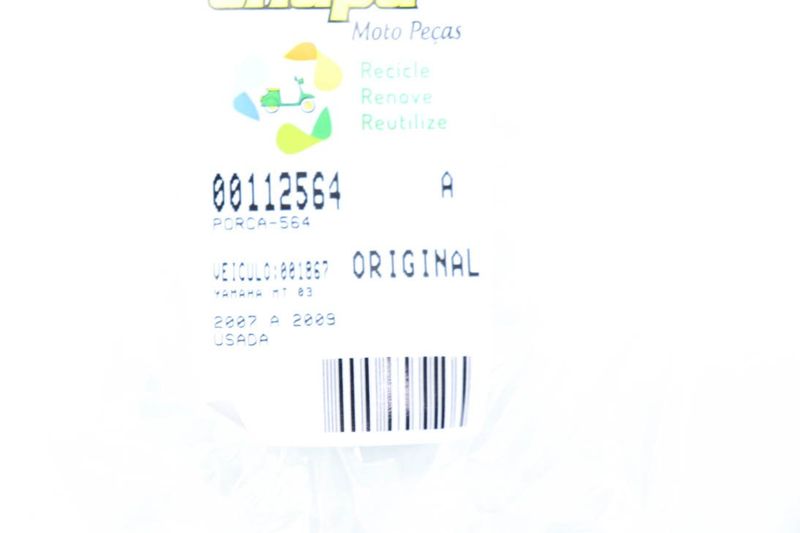 Moto Peças
Recicle
Renove
Reutilize
00112564 A
PORCA-564
VEICULO:001867 ORIGINAL
YAMAHA MT 03
2007 A 2009
USADA